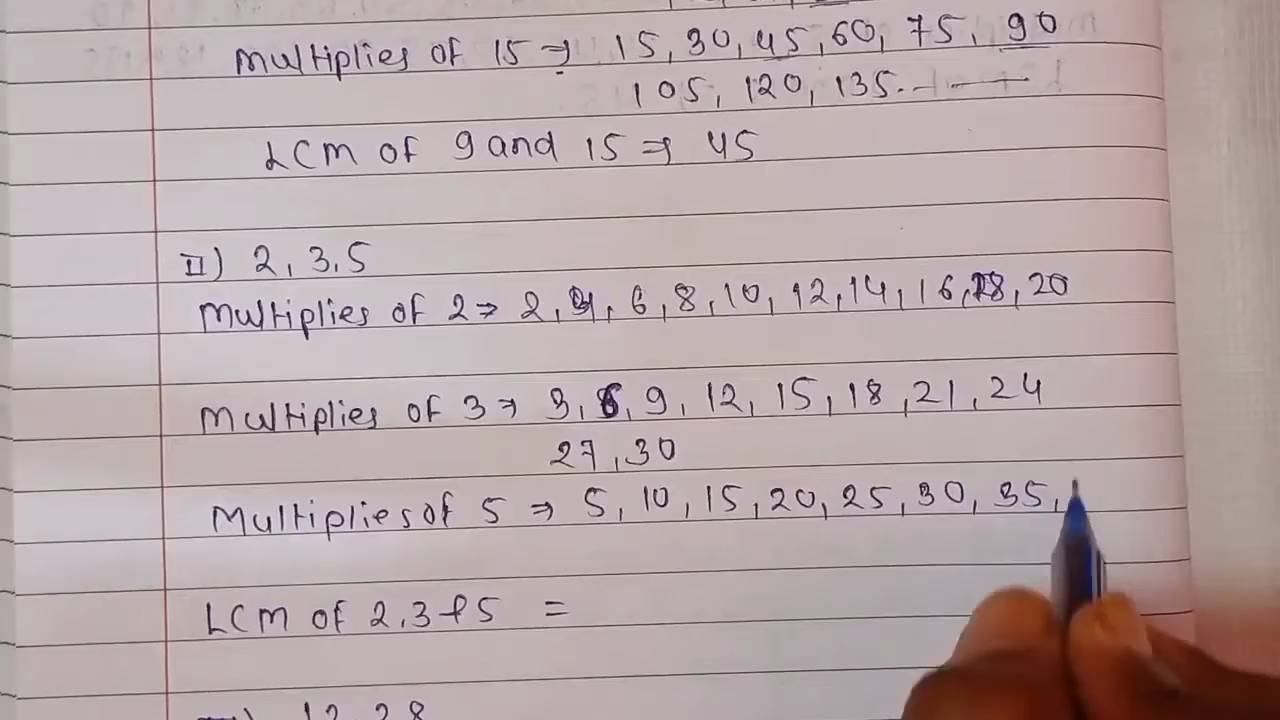 Multiplies of 15 ⇒ 15, 30, 45, 60, 75, 90
105, 120, 135. - - -
LCM of 9 and 15 ⇒ 45
II) 2, 3, 5
Multiplies of 2 ⇒ 2, 4, 6, 8, 10, 12, 14, 16, 18, 20
Multiplies of 3 ⇒ 3, 6, 9, 12, 15, 18, 21, 24
27, 30
Multiplies of 5 ⇒ 5, 10, 15, 20, 25, 30, 35,
LCM of 2, 3 & 5 =
12, 28